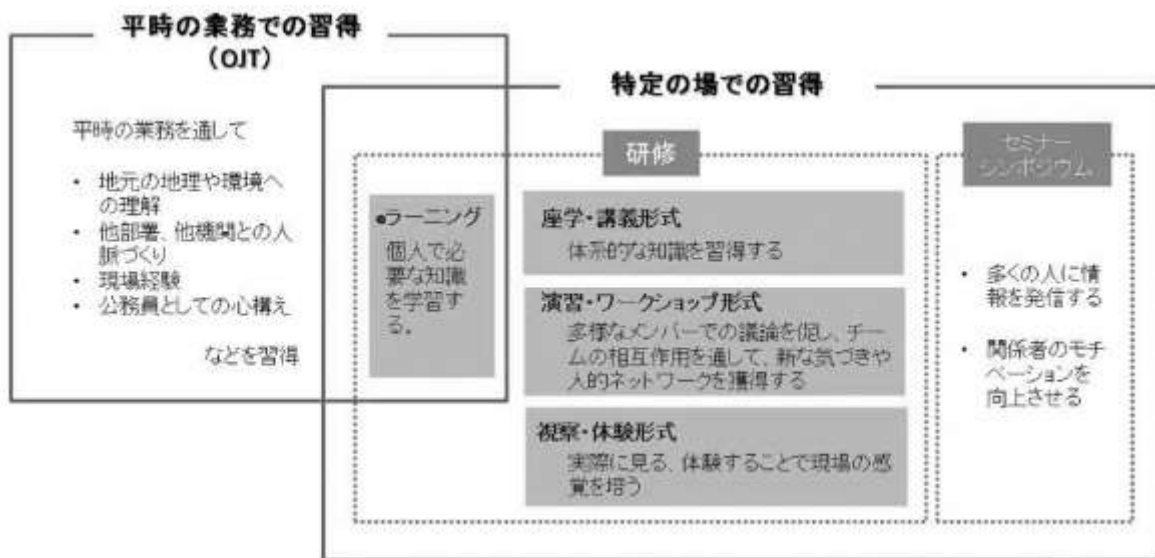 平時の業務での習得
(OJT)
平時の業務を通して
・ 地元の地理や環境へ
の理解
・ 他部署、他機関との人
脈づくり
・ 現場経験
・ 公務員としての心構え
などを習得
特定の場での習得
研修
eラーニング
個人で必
要な知識
を学習す
る。
座学・講義形式
体系的な知識を習得する
演習・ワークショップ形式
多様なメンバーでの議論を促し、チー
ムの相互作用を通して、新な気づきや
人的ネットワークを獲得する
視察・体験形式
実際に見る、体験することで現場の感
覚を培う
セミナー
シンポジウム
・ 多くの人に情
報を発信する
・ 関係者のモチ
ベーションを
向上させる